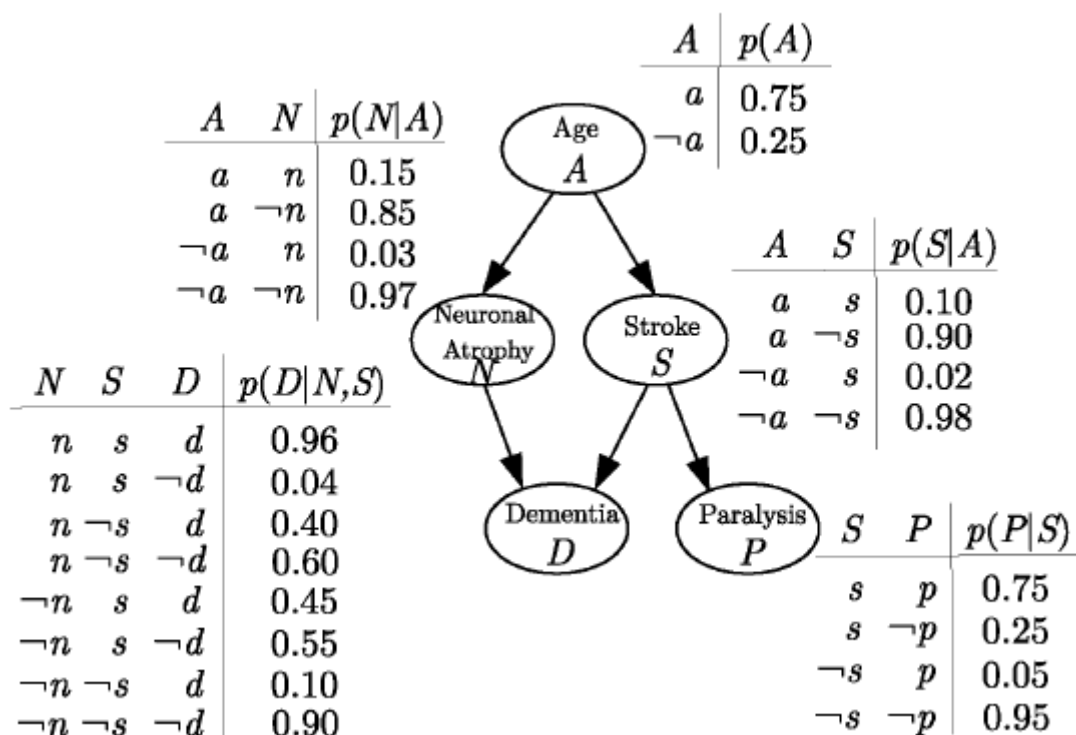 A p(A)
a 0.75
¬a 0.25
A N p(N|A)
a n 0.15
a ¬n 0.85
¬a n 0.03
¬a ¬n 0.97
Age
A
A S p(S|A)
a s 0.10
a ¬s 0.90
¬a s 0.02
¬a ¬s 0.98
Neuronal
Atrophy
N
Stroke
S
N S D p(D|N,S)
n s d 0.96
n s ¬d 0.04
n ¬s d 0.40
n ¬s ¬d 0.60
¬n s d 0.45
¬n s ¬d 0.55
¬n ¬s d 0.10
¬n ¬s ¬d 0.90
Dementia
D
Paralysis
P
S P p(P|S)
s p 0.75
s ¬p 0.25
¬s p 0.05
¬s ¬p 0.95